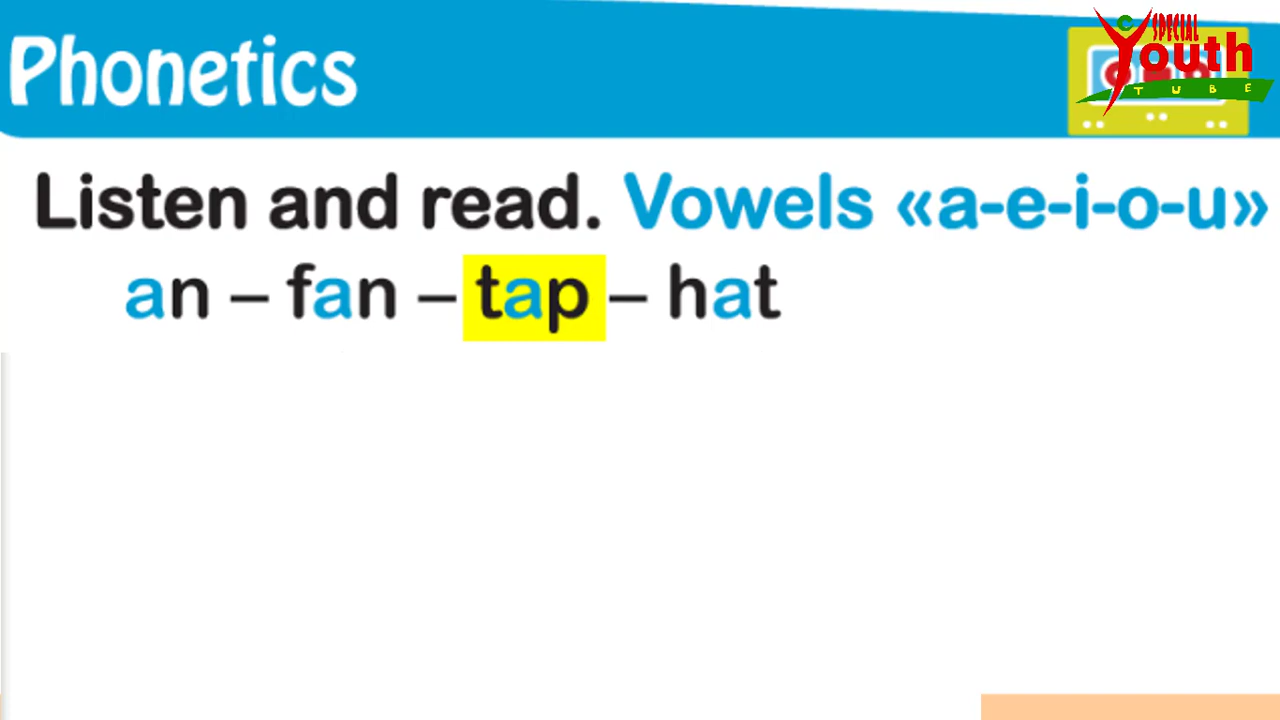 Phonetics
SPECIAL
Youth
TUBE
Listen and read. Vowels «a-e-i-o-u»
an – fan – tap – hat